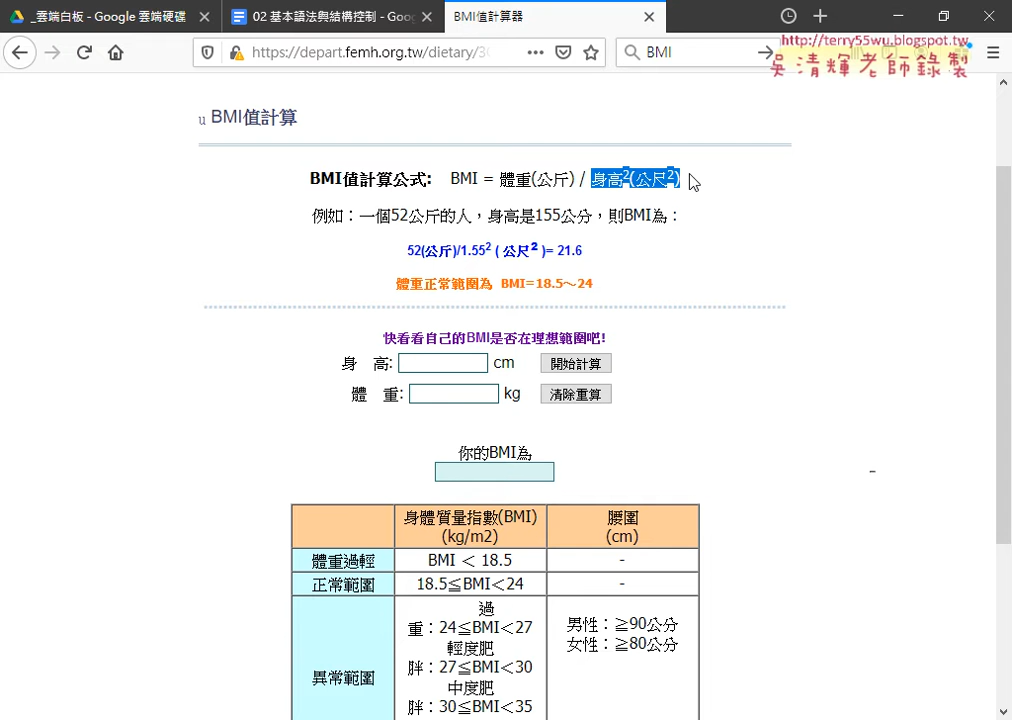 _雲端白板 - Google 雲端硬碟
02 基本語法與結構控制 - Goo
BMI值計算器
https://depart.femh.org.tw/dietary/3
BMI
http://terry55wu.blogspot.tw
吳清輝老師錄製
u BMI值計算
BMI值計算公式: BMI = 體重(公斤) / 身高²(公尺²)
例如：一個52公斤的人，身高是155公分，則BMI為：
52(公斤)/1.55² ( 公尺² )= 21.6
體重正常範圍為 BMI=18.5～24
快看看自己的BMI是否在理想範圍吧!
身 高: cm 開始計算
體 重: kg 清除重算
你的BMI為
身體質量指數(BMI) 腰圍
(kg/m2) (cm)
體重過輕 BMI ＜ 18.5 -
正常範圍 18.5≦BMI＜24 -
異常範圍
過
重：24≦BMI＜27
輕度肥
胖：27≦BMI＜30
中度肥
胖：30≦BMI＜35
男性：≧90公分
女性：≧80公分